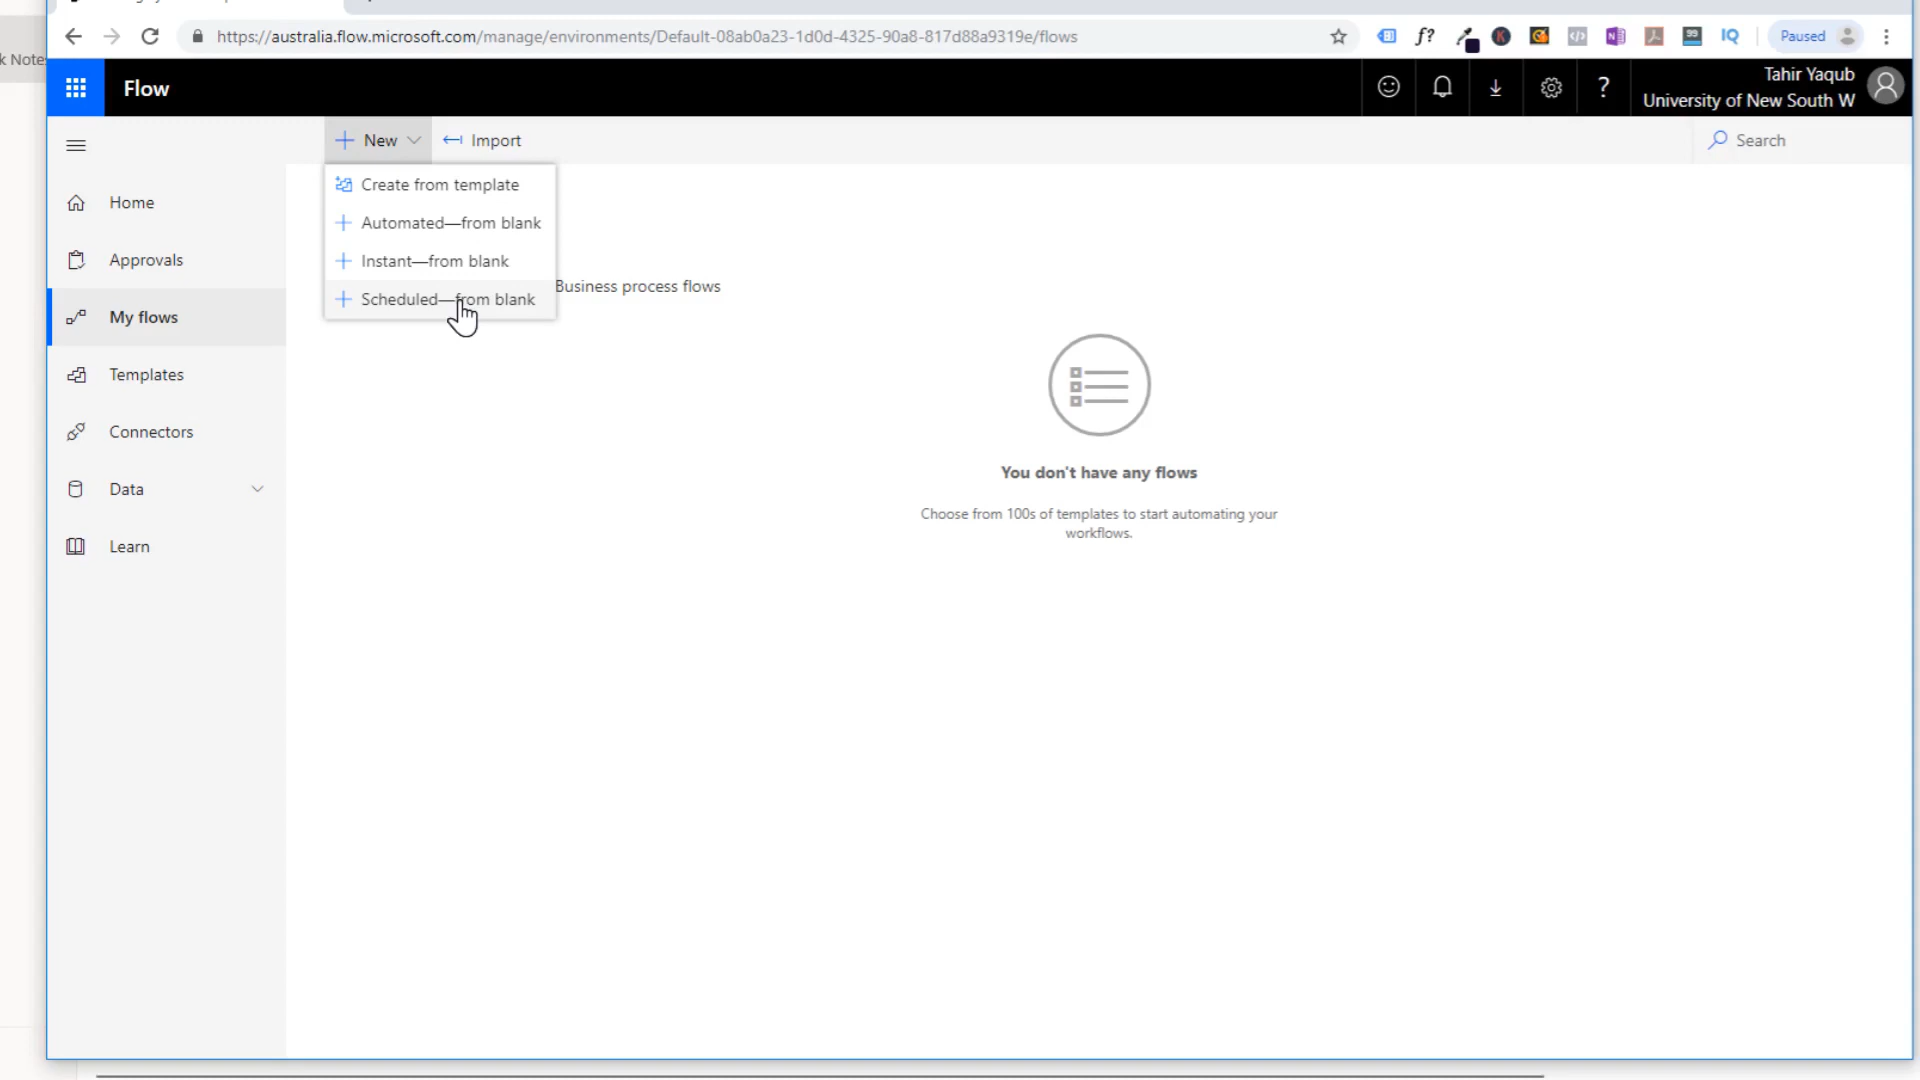 k Notes
https://australia.flow.microsoft.com/manage/environments/Default-08ab0a23-1d0d-4325-90a8-817d88a9319e/flows
f?
99
IQ
Paused
Flow
?
Tahir Yaqub
University of New South W
New
Import
Search
Home
Approvals
My flows
Templates
Connectors
Data
Learn
Create from template
Automated—from blank
Instant—from blank
Scheduled—from blank
Business process flows
You don't have any flows
Choose from 100s of templates to start automating your
workflows.